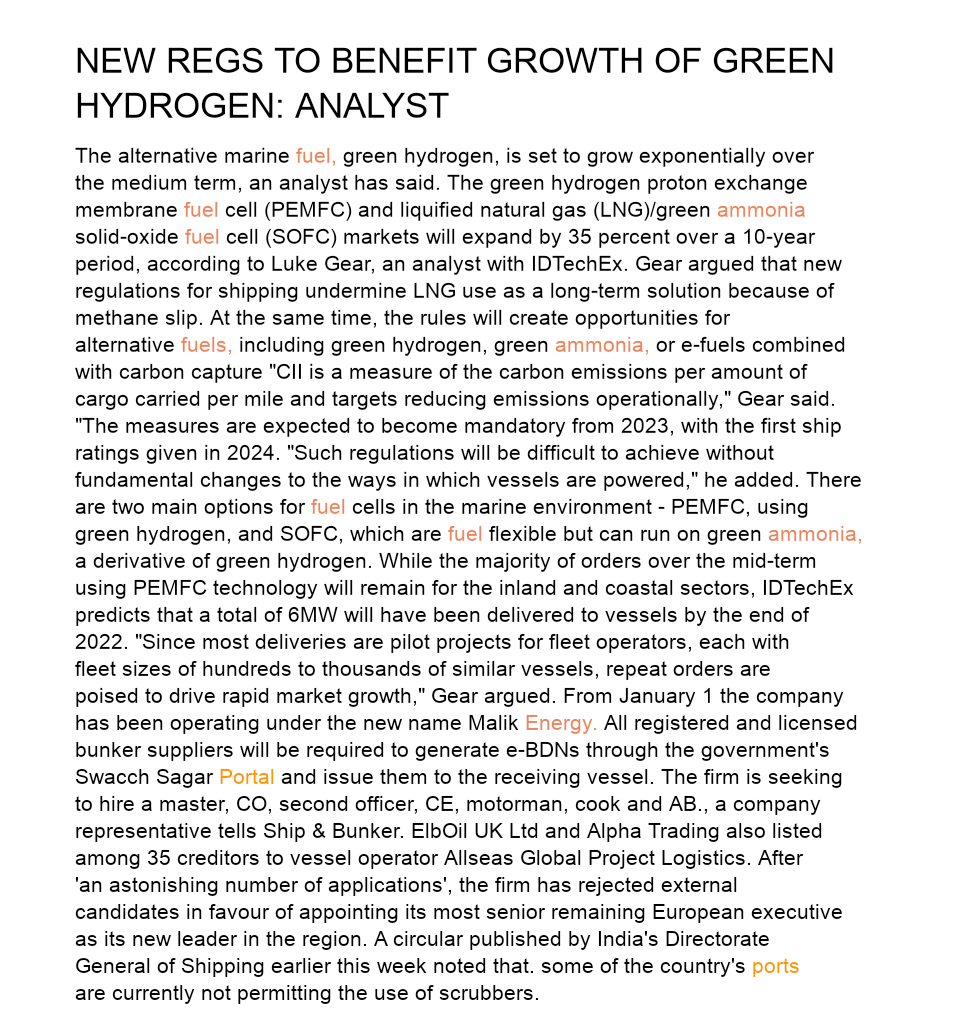 NEW REGS TO BENEFIT GROWTH OF GREEN
HYDROGEN: ANALYST
The alternative marine fuel, green hydrogen, is set to grow exponentially over
the medium term, an analyst has said. The green hydrogen proton exchange
membrane fuel cell (PEMFC) and liquified natural gas (LNG)/green ammonia
solid-oxide fuel cell (SOFC) markets will expand by 35 percent over a 10-year
period, according to Luke Gear, an analyst with IDTechEx. Gear argued that new
regulations for shipping undermine LNG use as a long-term solution because of
methane slip. At the same time, the rules will create opportunities for
alternative fuels, including green hydrogen, green ammonia, or e-fuels combined
with carbon capture "CII is a measure of the carbon emissions per amount of
cargo carried per mile and targets reducing emissions operationally," Gear said.
"The measures are expected to become mandatory from 2023, with the first ship
ratings given in 2024. "Such regulations will be difficult to achieve without
fundamental changes to the ways in which vessels are powered," he added. There
are two main options for fuel cells in the marine environment - PEMFC, using
green hydrogen, and SOFC, which are fuel flexible but can run on green ammonia,
a derivative of green hydrogen. While the majority of orders over the mid-term
using PEMFC technology will remain for the inland and coastal sectors, IDTechEx
predicts that a total of 6MW will have been delivered to vessels by the end of
2022. "Since most deliveries are pilot projects for fleet operators, each with
fleet sizes of hundreds to thousands of similar vessels, repeat orders are
poised to drive rapid market growth," Gear argued. From January 1 the company
has been operating under the new name Malik Energy. All registered and licensed
bunker suppliers will be required to generate e-BDNs through the government's
Swacch Sagar Portal and issue them to the receiving vessel. The firm is seeking
to hire a master, CO, second officer, CE, motorman, cook and AB., a company
representative tells Ship & Bunker. ElbOil UK Ltd and Alpha Trading also listed
among 35 creditors to vessel operator Allseas Global Project Logistics. After
'an astonishing number of applications', the firm has rejected external
candidates in favour of appointing its most senior remaining European executive
as its new leader in the region. A circular published by India's Directorate
General of Shipping earlier this week noted that. some of the country's ports
are currently not permitting the use of scrubbers.